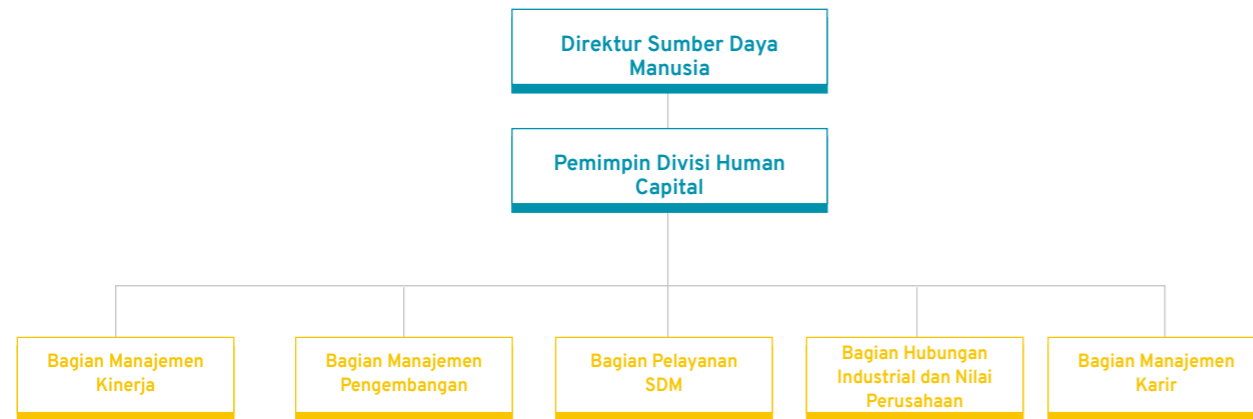 Direktur Sumber Daya
Manusia
Pemimpin Divisi Human
Capital
Bagian Manajemen
Kinerja
Bagian Manajemen
Pengembangan
Bagian Pelayanan
SDM
Bagian Hubungan
Industrial dan Nilai
Perusahaan
Bagian Manajemen
Karir